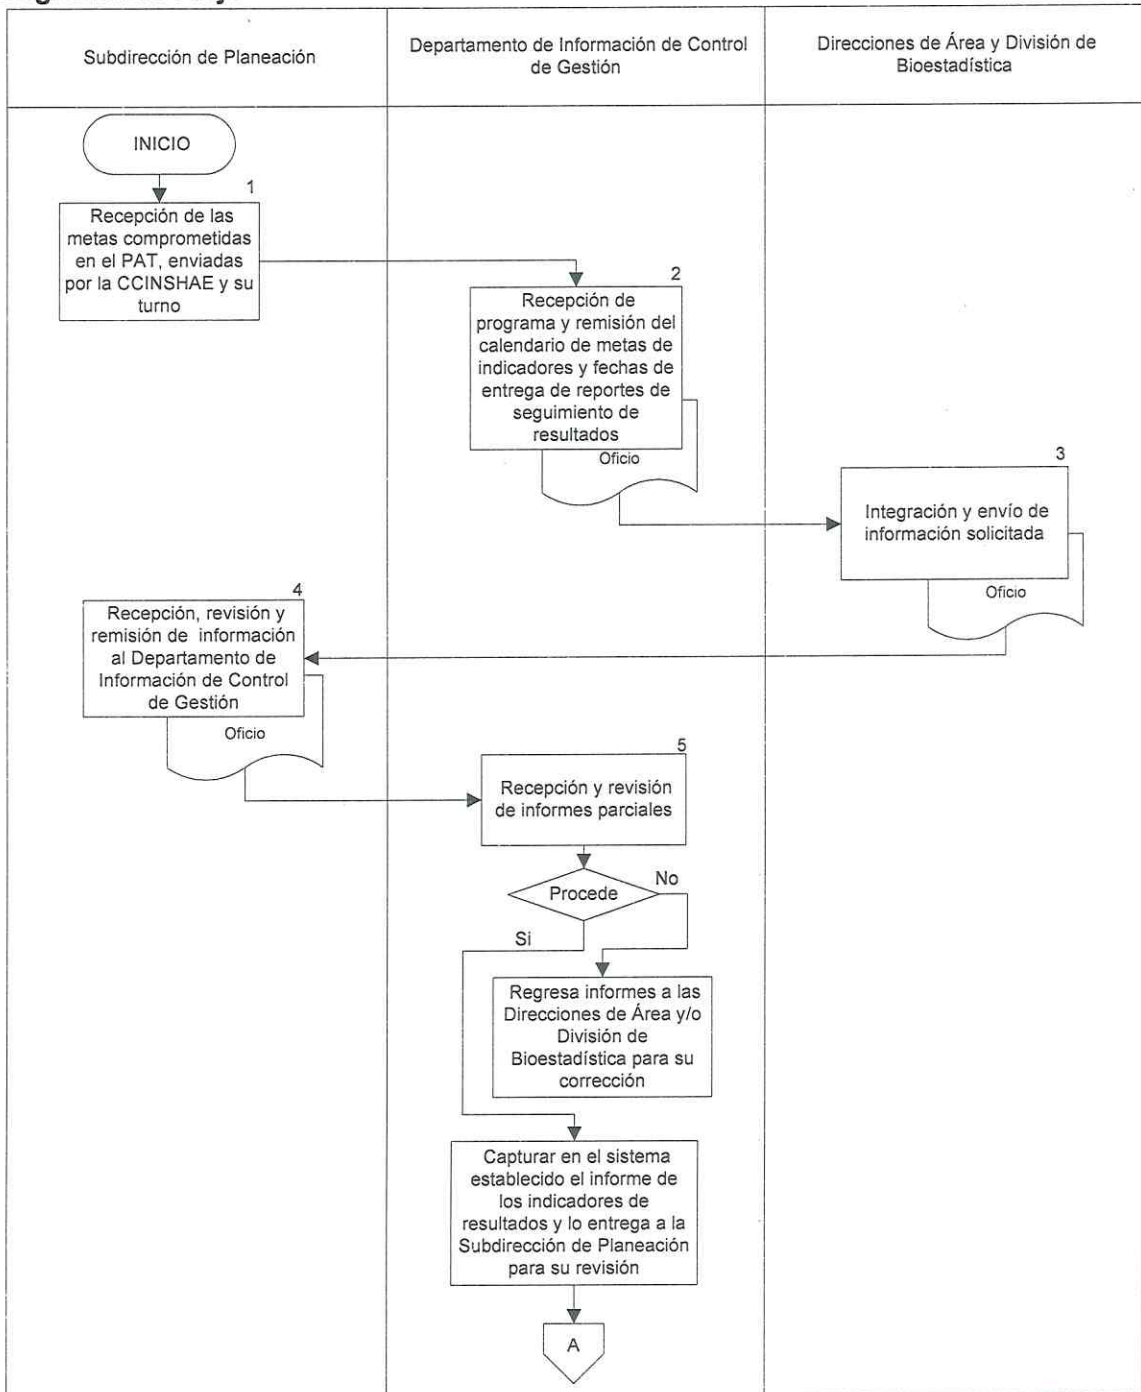 Subdirección de Planeación
Departamento de Información de Control
de Gestión
Direcciones de Área y División de
Bioestadística
INICIO
1
Recepción de las
metas comprometidas
en el PAT, enviadas
por la CCINSHAE y su
turno
2
Recepción de
programa y remisión del
calendario de metas de
indicadores y fechas de
entrega de reportes de
seguimiento de
resultados
Oficio
3
Integración y envío de
información solicitada
Oficio
4
Recepción, revisión y
remisión de información
al Departamento de
Información de Control
de Gestión
Oficio
5
Recepción y revisión
de informes parciales
Procede
No
Si
Regresa informes a las
Direcciones de Área y/o
División de
Bioestadística para su
corrección
Capturar en el sistema
establecido el informe de
los indicadores de
resultados y lo entrega a la
Subdirección de Planeación
para su revisión
A